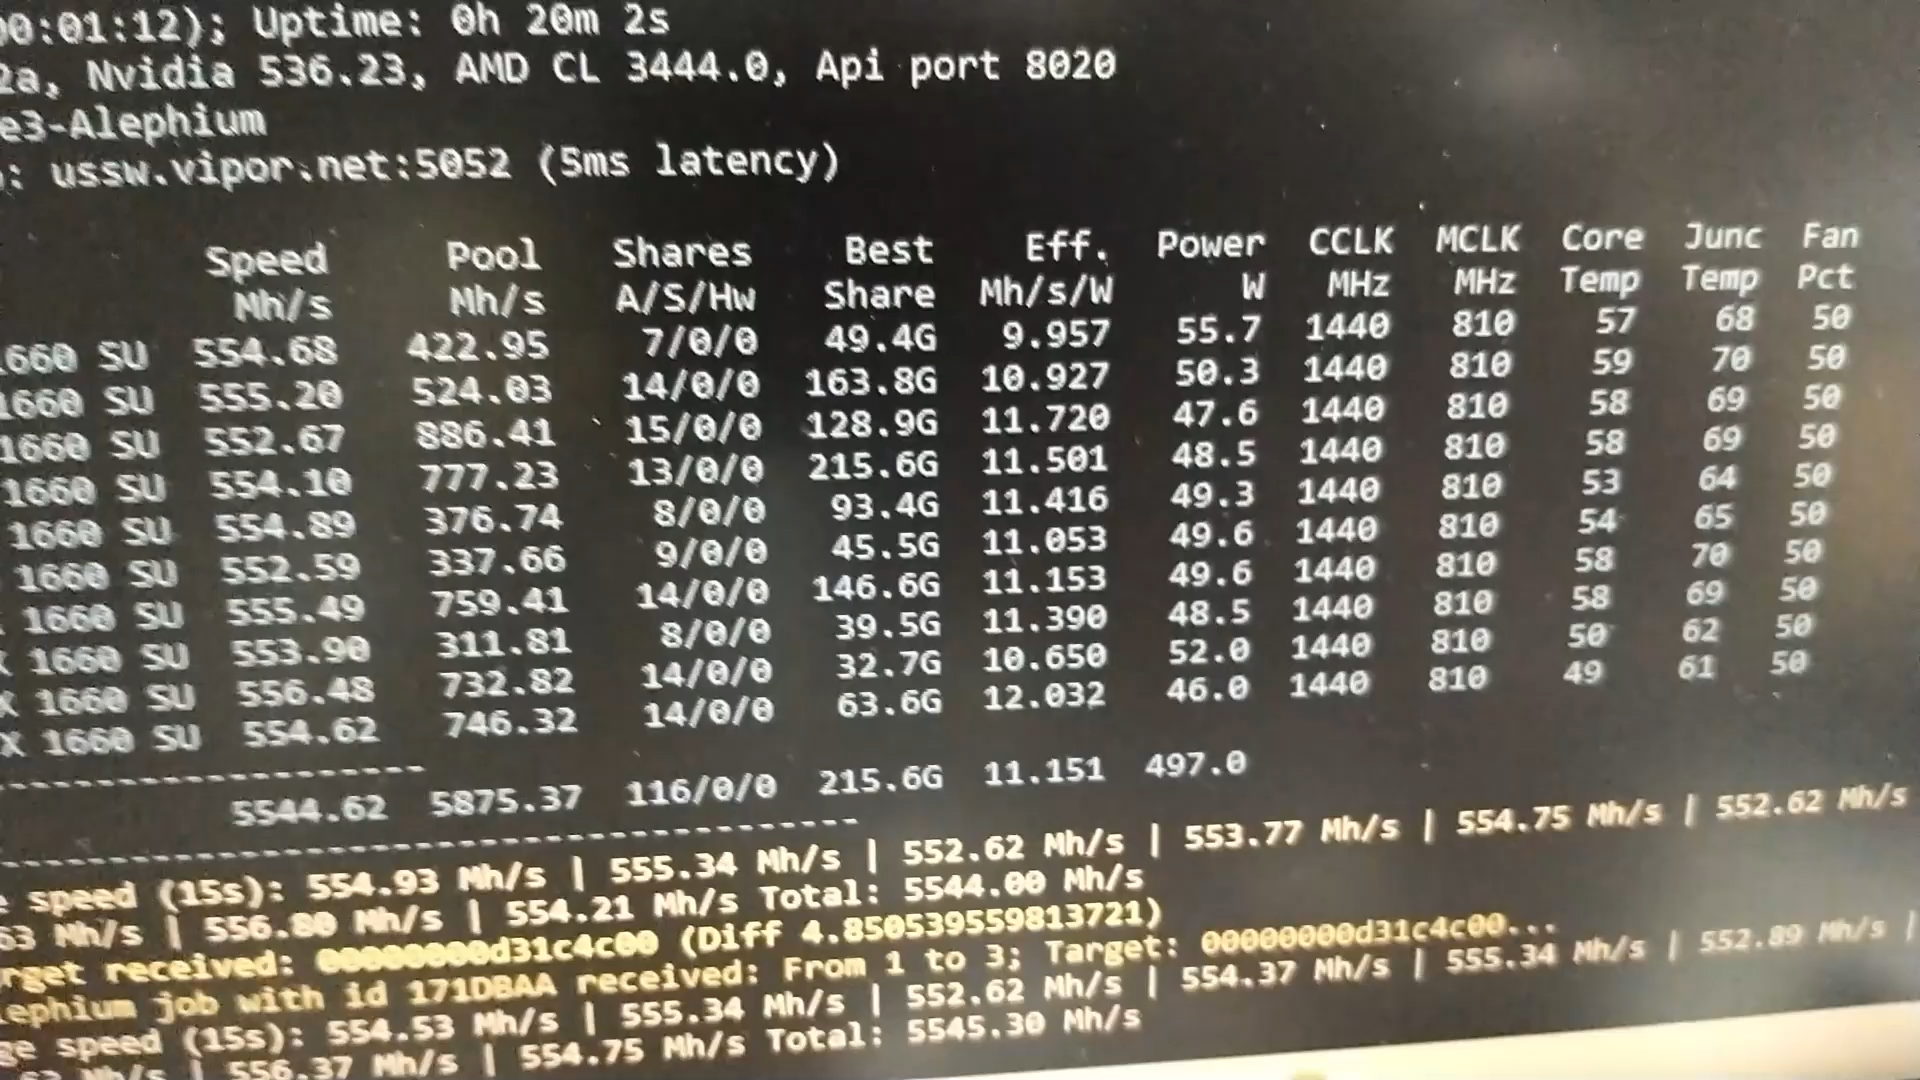 00:01:12); Uptime: 0h 20m 2s
2a, Nvidia 536.23, AMD CL 3444.0, Api port 8020
e3-Alephium
: ussw.vipor.net:5052 (5ms latency)
Speed Pool Shares Best Eff. Power CCLK MCLK Core Junc Fan
Mh/s Mh/s A/S/Hw Share Mh/s/W W MHz MHz Temp Temp Pct
1660 SU 554.68 422.95 7/0/0 49.4G 9.957 55.7 1440 810 57 68 50
1660 SU 555.20 524.03 14/0/0 163.8G 10.927 50.3 1440 810 59 70 50
1660 SU 552.67 886.41 15/0/0 128.9G 11.720 47.6 1440 810 58 69 50
1660 SU 554.10 777.23 13/0/0 215.6G 11.501 48.5 1440 810 58 69 50
1660 SU 554.89 376.74 8/0/0 93.4G 11.416 49.3 1440 810 53 64 50
1660 SU 552.59 337.66 9/0/0 45.5G 11.053 49.6 1440 810 54 65 50
1660 SU 555.49 759.41 14/0/0 146.6G 11.153 49.6 1440 810 58 70 50
X 1660 SU 553.90 311.81 8/0/0 39.5G 11.390 48.5 1440 810 58 69 50
X 1660 SU 556.48 732.82 14/0/0 32.7G 10.650 52.0 1440 810 50 62 50
X 1660 SU 554.62 746.32 14/0/0 63.6G 12.032 46.0 1440 810 49 61 50
5544.62 5875.37 116/0/0 215.6G 11.151 497.0
e speed (15s): 554.93 Mh/s | 555.34 Mh/s | 552.62 Mh/s | 553.77 Mh/s | 554.75 Mh/s | 552.62 Mh/s
63 Mh/s | 556.80 Mh/s | 554.21 Mh/s Total: 5544.00 Mh/s
rget received: 00000000d31c4c00 (Diff 4.850539559813721)
lephium job with id 171DBAA received: From 1 to 3; Target: 00000000d31c4c00...
ge speed (15s): 554.53 Mh/s | 555.34 Mh/s | 552.62 Mh/s | 554.37 Mh/s | 555.34 Mh/s | 552.89 Mh/s |
Mh/s | 556.37 Mh/s | 554.75 Mh/s Total: 5545.30 Mh/s